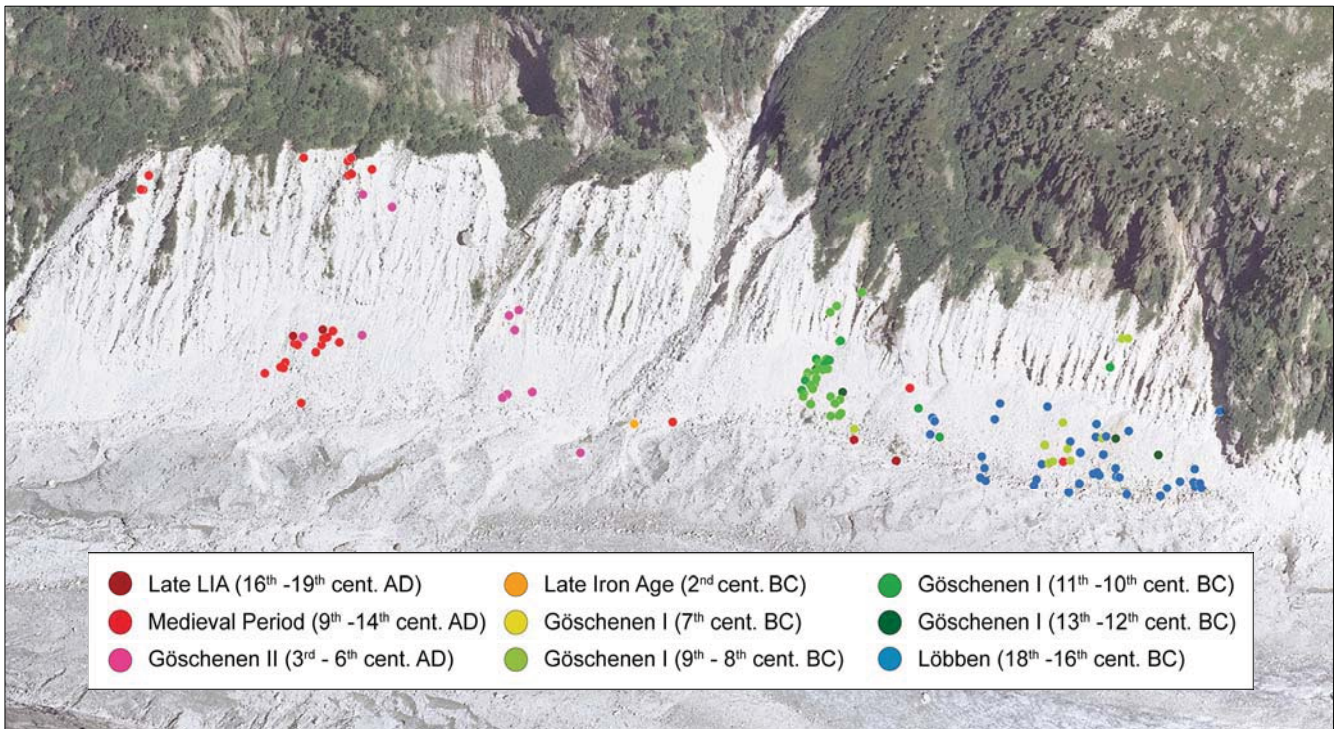 Late LIA (16th -19th cent. AD)
Medieval Period (9th -14th cent. AD)
Göschenen II (3rd - 6th cent. AD)
Late Iron Age (2nd cent. BC)
Göschenen I (7th cent. BC)
Göschenen I (9th - 8th cent. BC)
Göschenen I (11th -10th cent. BC)
Göschenen I (13th -12th cent. BC)
Löbben (18th -16th cent. BC)